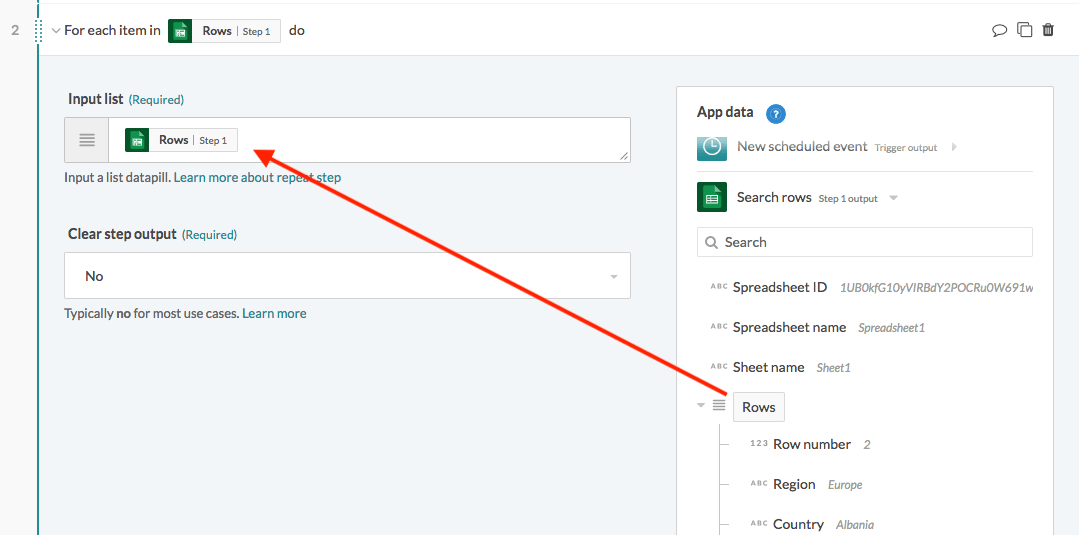 2
For each item in Rows | Step 1 do
Input list (Required)
Rows | Step 1
Input a list datapill. Learn more about repeat step
Clear step output (Required)
No
Typically no for most use cases. Learn more
App data ?
New scheduled event Trigger output
Search rows Step 1 output
Search
ABC Spreadsheet ID 1UB0kfG10yVIRBdY2POCRu0W691w
ABC Spreadsheet name Spreadsheet1
ABC Sheet name Sheet1
Rows
123 Row number 2
ABC Region Europe
ABC Country Albania